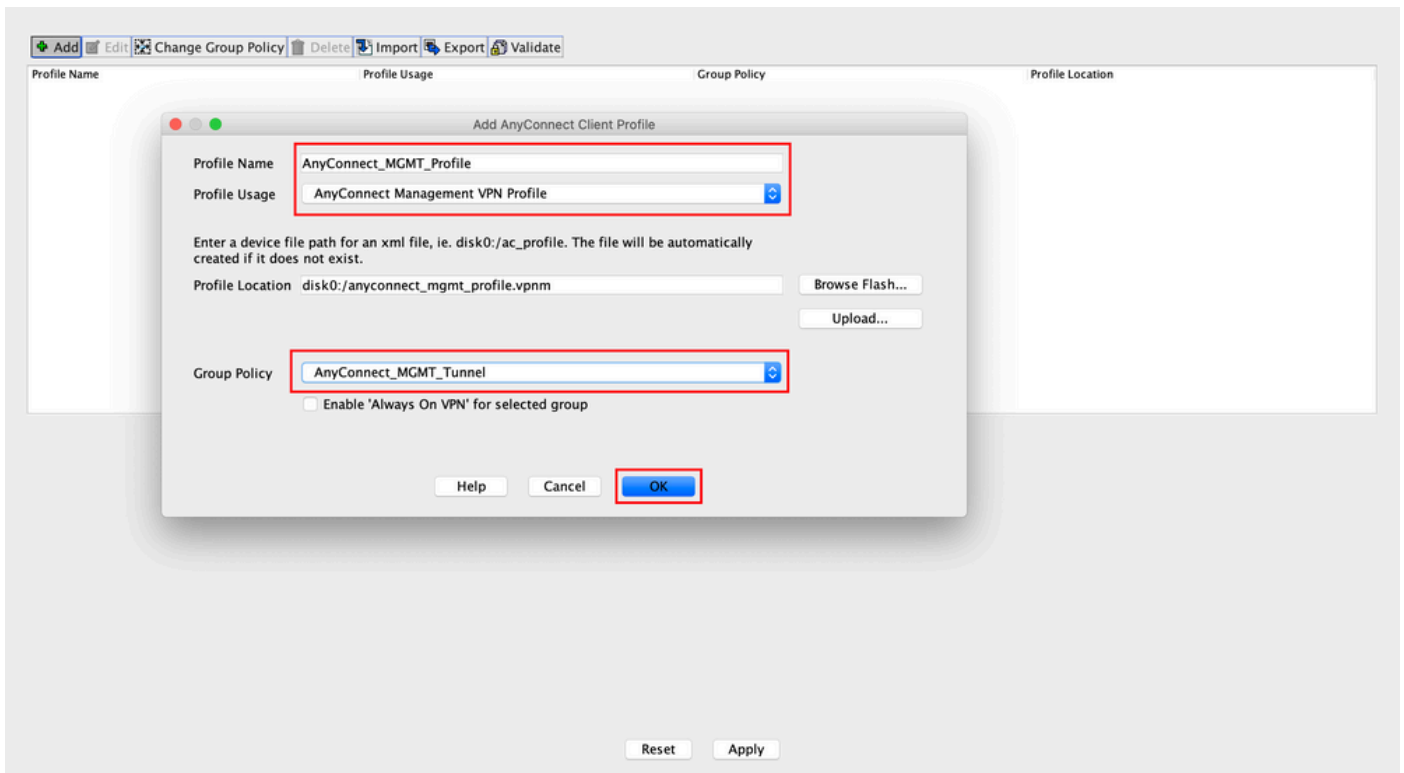 Add Edit Change Group Policy Delete Import Export Validate
Profile Name Profile Usage Group Policy Profile Location
Add AnyConnect Client Profile
Profile Name AnyConnect_MGMT_Profile
Profile Usage AnyConnect Management VPN Profile
Enter a device file path for an xml file, ie. disk0:/ac_profile. The file will be automatically
created if it does not exist.
Profile Location disk0:/anyconnect_mgmt_profile.vpnm Browse Flash...
Upload...
Group Policy AnyConnect_MGMT_Tunnel
Enable 'Always On VPN' for selected group
Help Cancel OK
Reset Apply